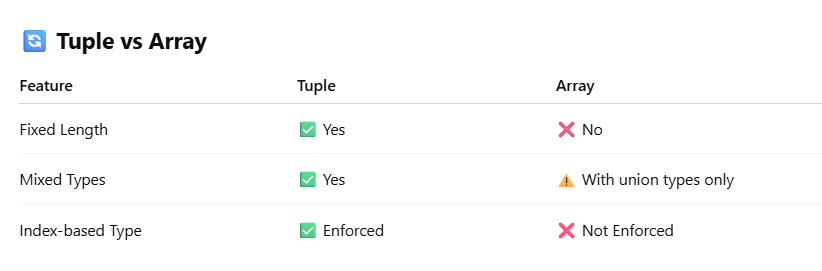 🔄 Tuple vs Array
Feature Tuple Array
Fixed Length ✅ Yes ❌ No
Mixed Types ✅ Yes ⚠️ With union types only
Index-based Type ✅ Enforced ❌ Not Enforced